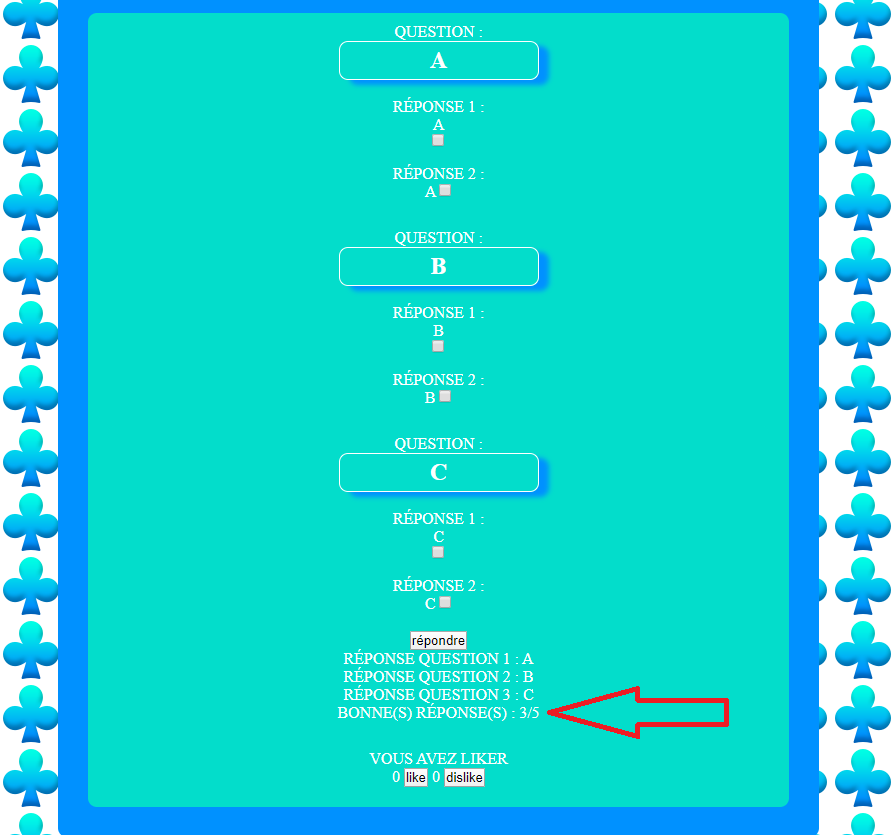 QUESTION :
A
RÉPONSE 1 :
A
RÉPONSE 2 :
A
QUESTION :
B
RÉPONSE 1 :
B
RÉPONSE 2 :
B
QUESTION :
C
RÉPONSE 1 :
C
RÉPONSE 2 :
C
répondre
RÉPONSE QUESTION 1 : A
RÉPONSE QUESTION 2 : B
RÉPONSE QUESTION 3 : C
BONNE(S) RÉPONSE(S) : 3/5
VOUS AVEZ LIKER
0 like 0 dislike